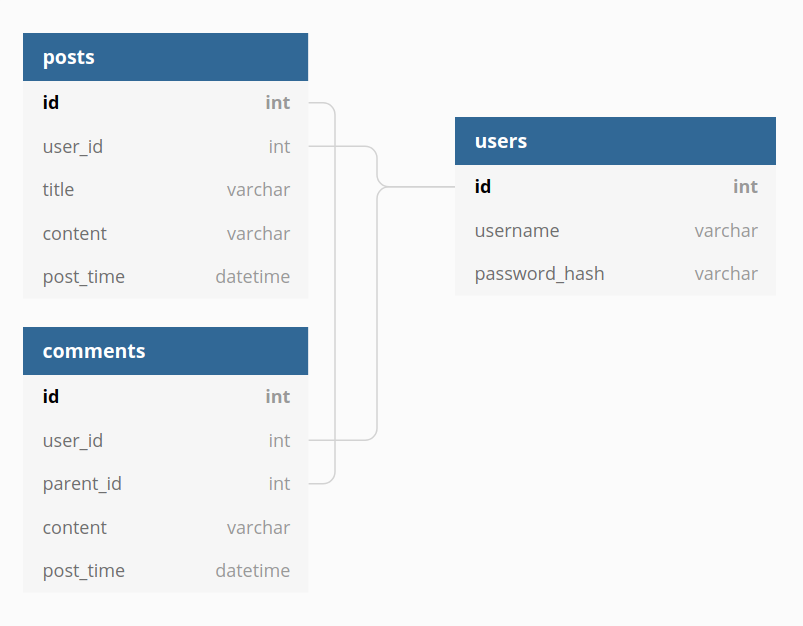 posts
id int
user_id int
title varchar
content varchar
post_time datetime
users
id int
username varchar
password_hash varchar
comments
id int
user_id int
parent_id int
content varchar
post_time datetime